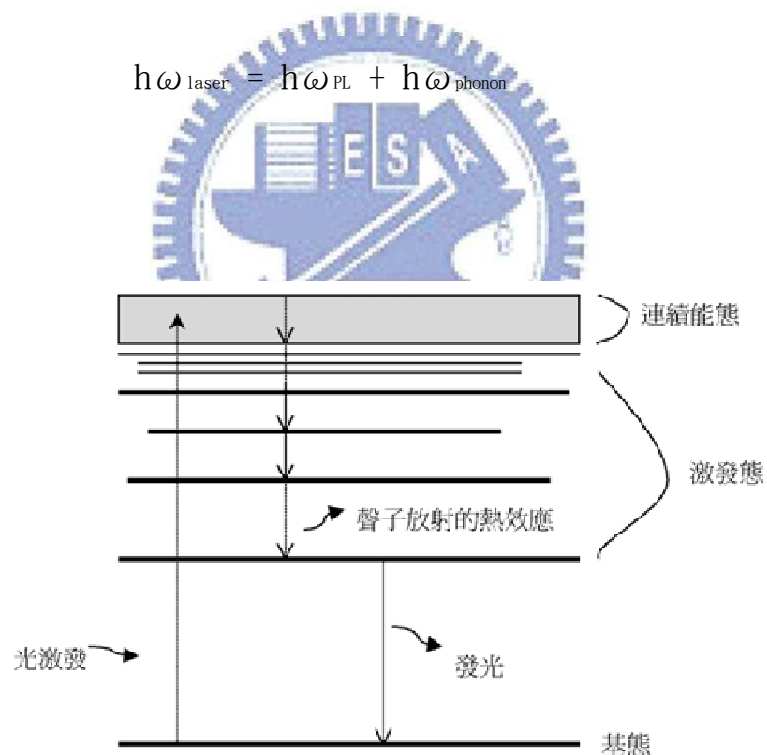 hω laser = hω PL + hω phonon
E S A
連續能態
激發態
聲子放射的熱效應
光激發
發光
基態